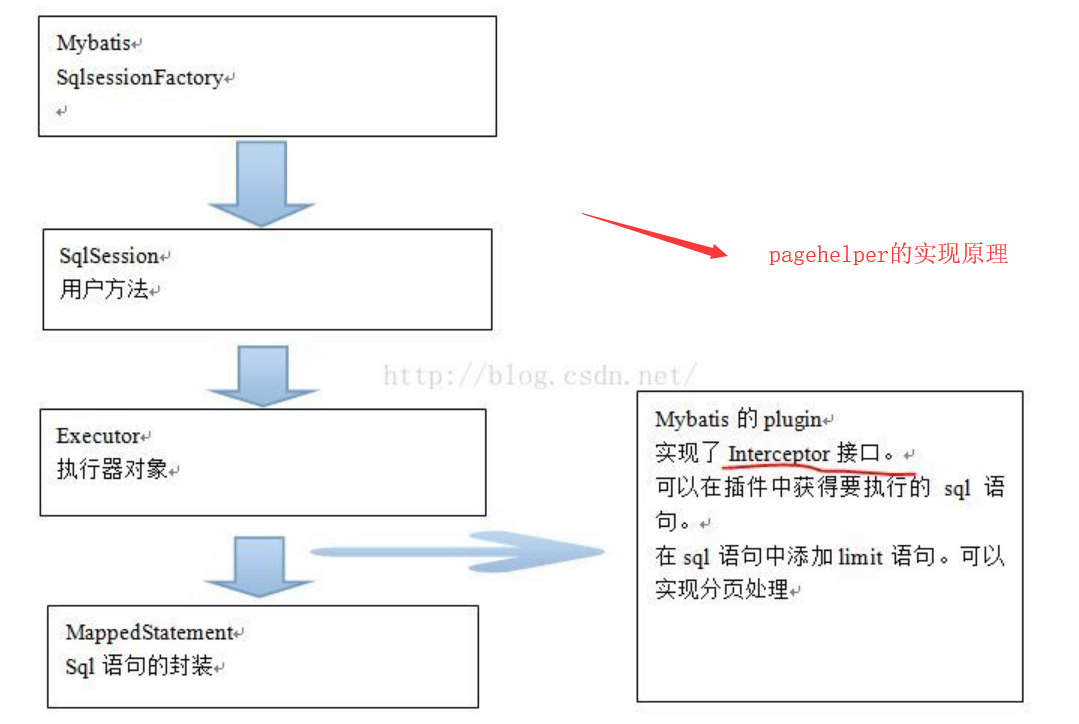 Mybatis
SqlsessionFactory
SqlSession
用户方法
pagehelper的实现原理
http://blog.csdn.net/
Executor
执行器对象
Mybatis 的 plugin
实现了 Interceptor 接口。
可以在插件中获得要执行的 sql 语
句。
在 sql 语句中添加 limit 语句。可以
实现分页处理
MappedStatement
Sql 语句的封装